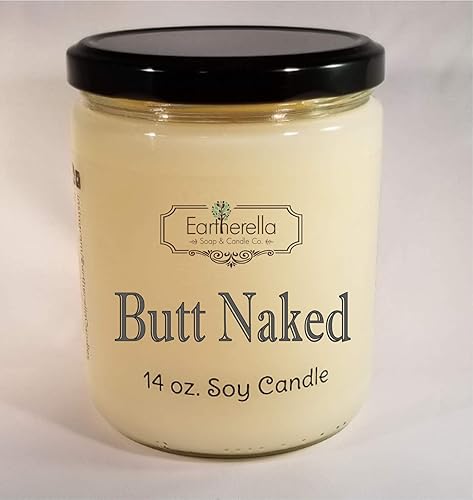 Eartherella
Soap & Candle Co.
Butt Naked
14 oz. Soy Candle